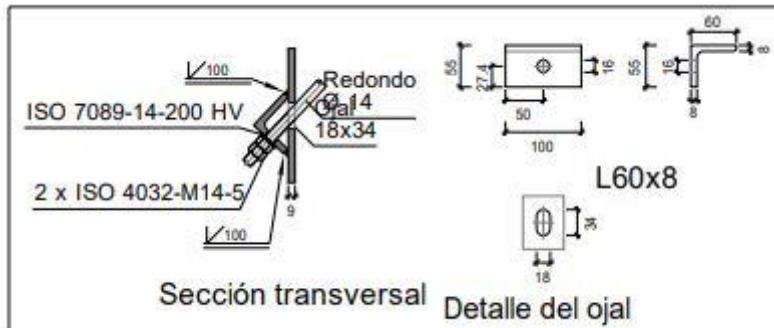 100
Redondo
Ø 14
ISO 7089-14-200 HV
Ojal
18x34
2 x ISO 4032-M14-5
9
100
Sección transversal
55
27.4
16
50
100
60
8
55
16
8
L60x8
34
18
Detalle del ojal